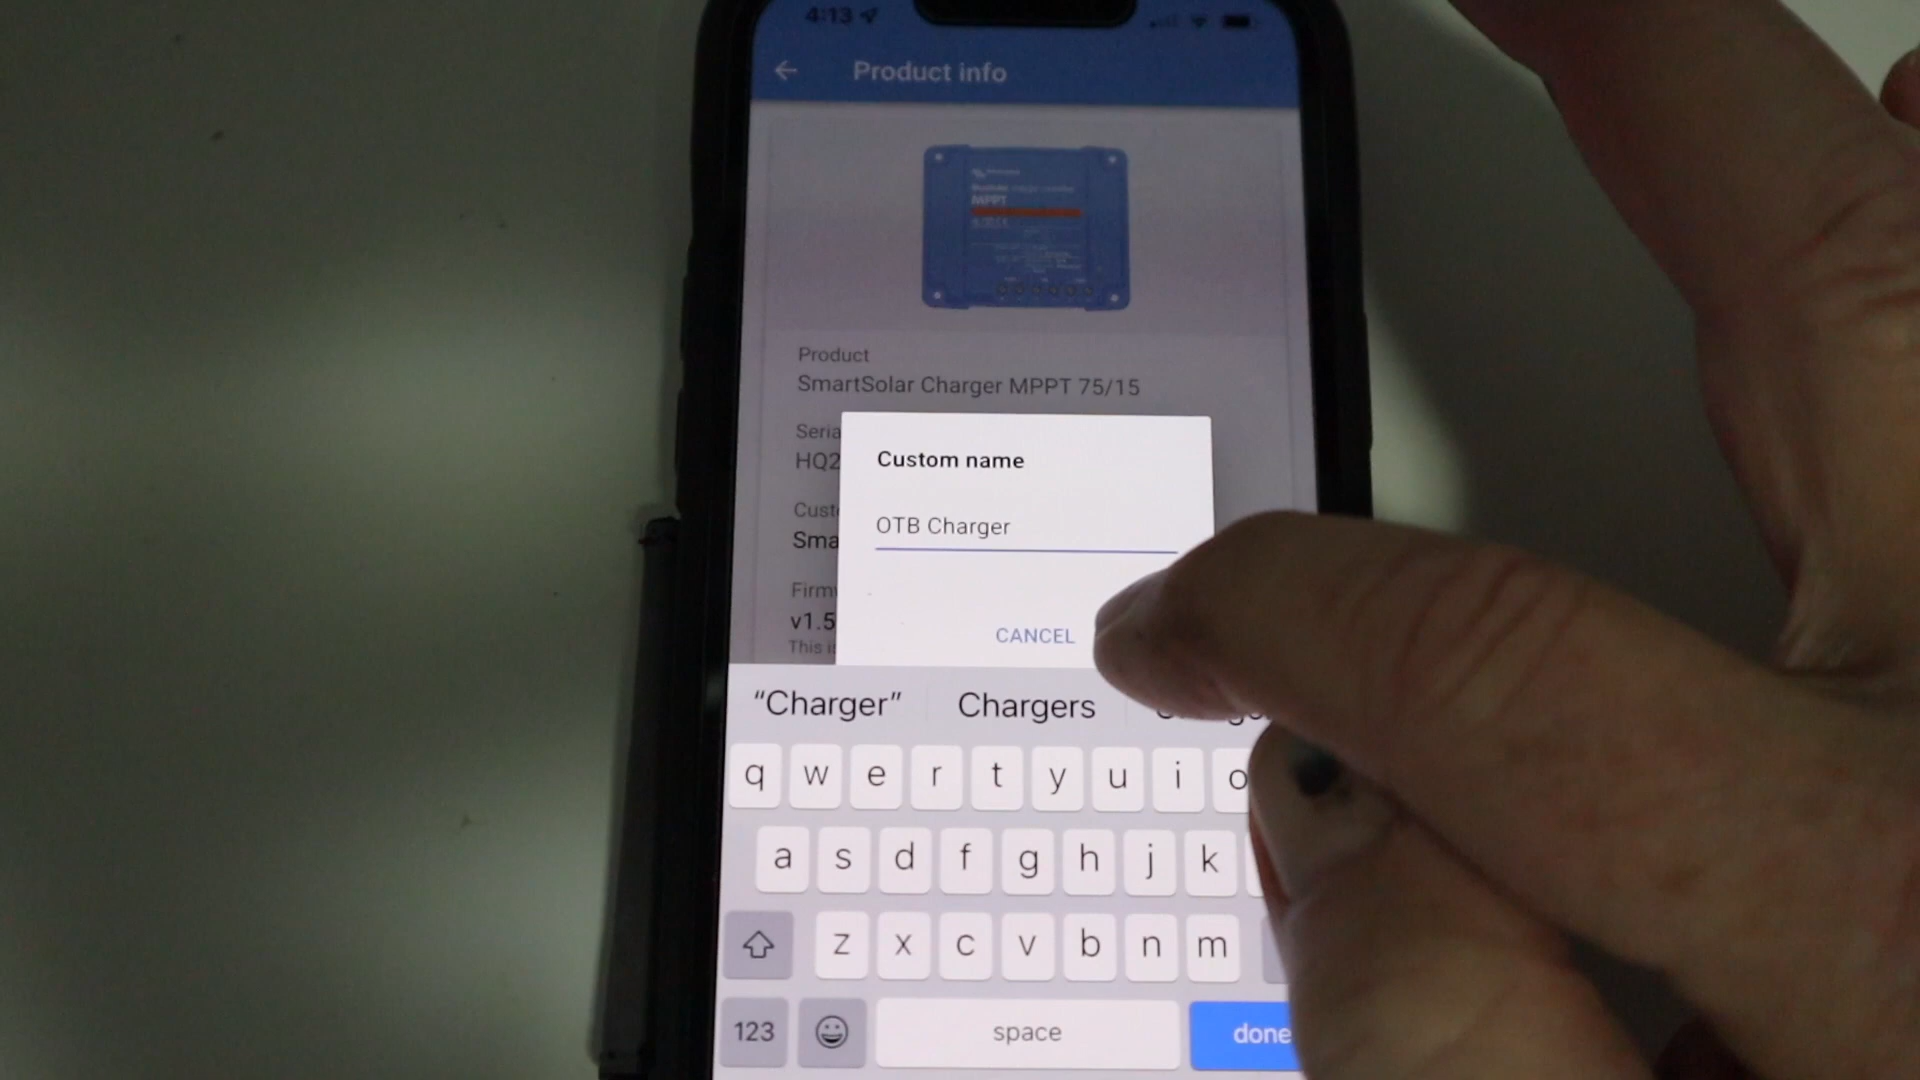 4:13
Product info
MPPT
Product
SmartSolar Charger MPPT 75/15
Seria
HQ2
Custom name
Cust
OTB Charger
Sma
Firm
v1.5
CANCEL
This i
“Charger” Chargers
q w e r t y u i o
a s d f g h j k
z x c v b n m
123 space done